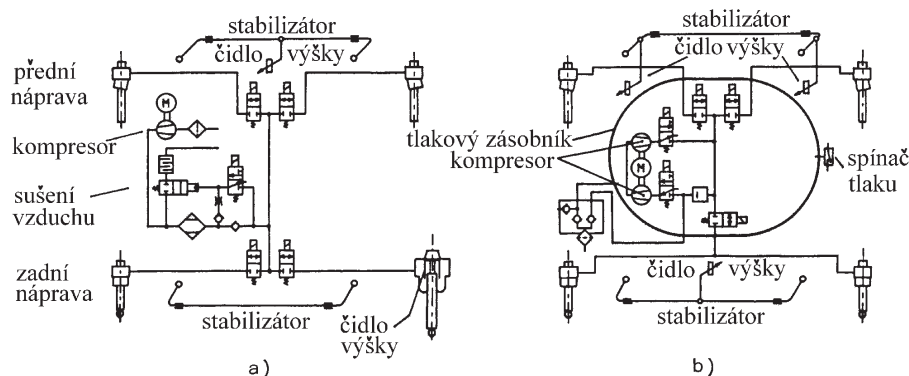 stabilizátor
čidlo výšky
přední
náprava
M
kompresor
sušení
vzduchu
zadní
náprava
stabilizátor
čidlo
výšky
a)
stabilizátor
čidlo výšky
tlakový zásobník
kompresor
M
spínač
tlaku
čidlo výšky
stabilizátor
b)